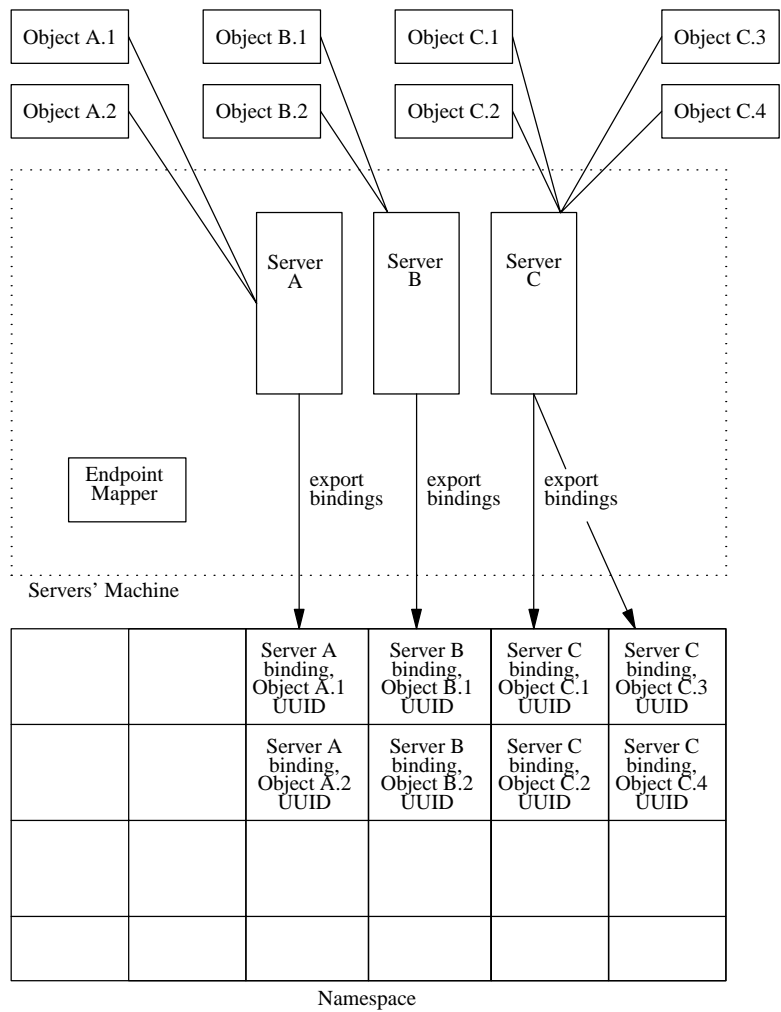 Object A.1
Object B.1
Object C.1
Object C.3
Object A.2
Object B.2
Object C.2
Object C.4
Server
A
Server
B
Server
C
Endpoint
Mapper
export
bindings
export
bindings
export
bindings
Servers’ Machine
Server A
binding,
Object A.1
UUID
Server B
binding,
Object B.1
UUID
Server C
binding,
Object C.1
UUID
Server C
binding,
Object C.3
UUID
Server A
binding,
Object A.2
UUID
Server B
binding,
Object B.2
UUID
Server C
binding,
Object C.2
UUID
Server C
binding,
Object C.4
UUID
Namespace